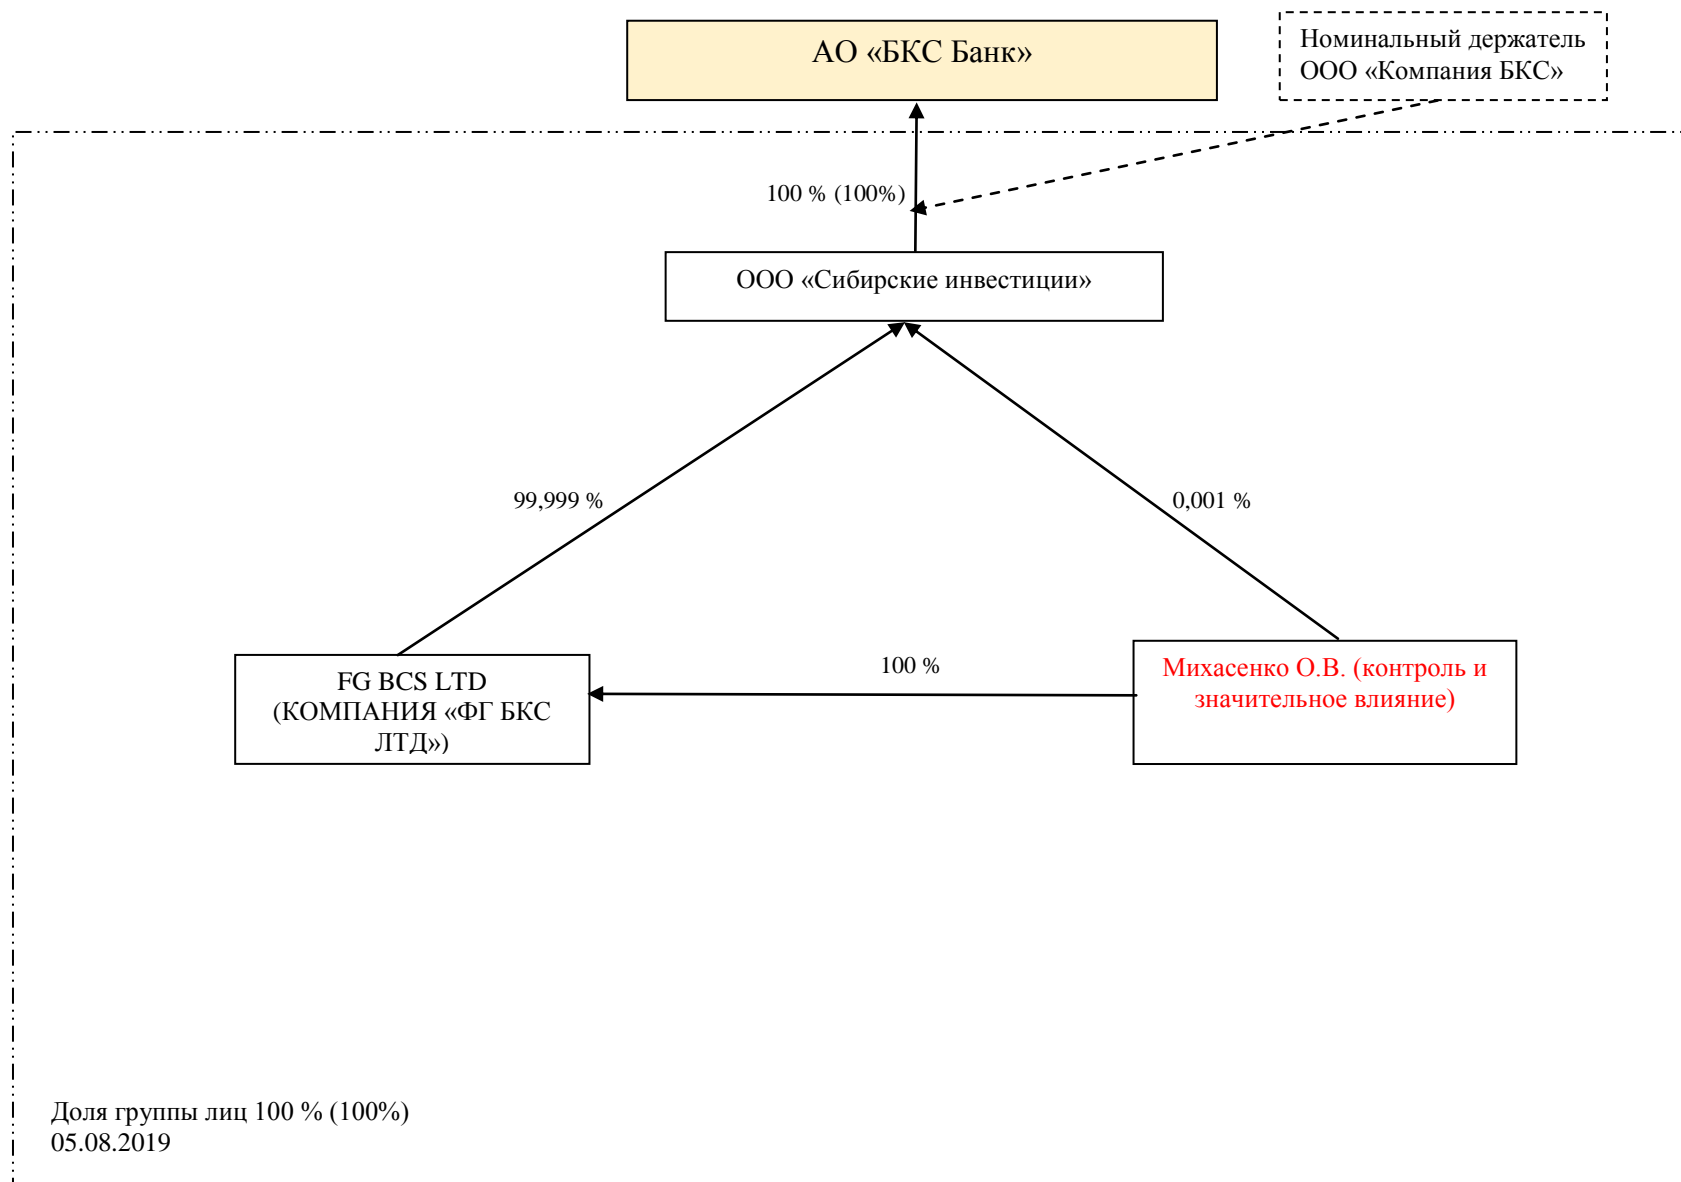 АО «БКС Банк»
Номинальный держатель
ООО «Компания БКС»
100 % (100%)
ООО «Сибирские инвестиции»
99,999 %
0,001 %
100 %
FG BCS LTD
(КОМПАНИЯ «ФГ БКС
ЛТД»)
Михасенко О.В. (контроль и
значительное влияние)
Доля группы лиц 100 % (100%)
05.08.2019